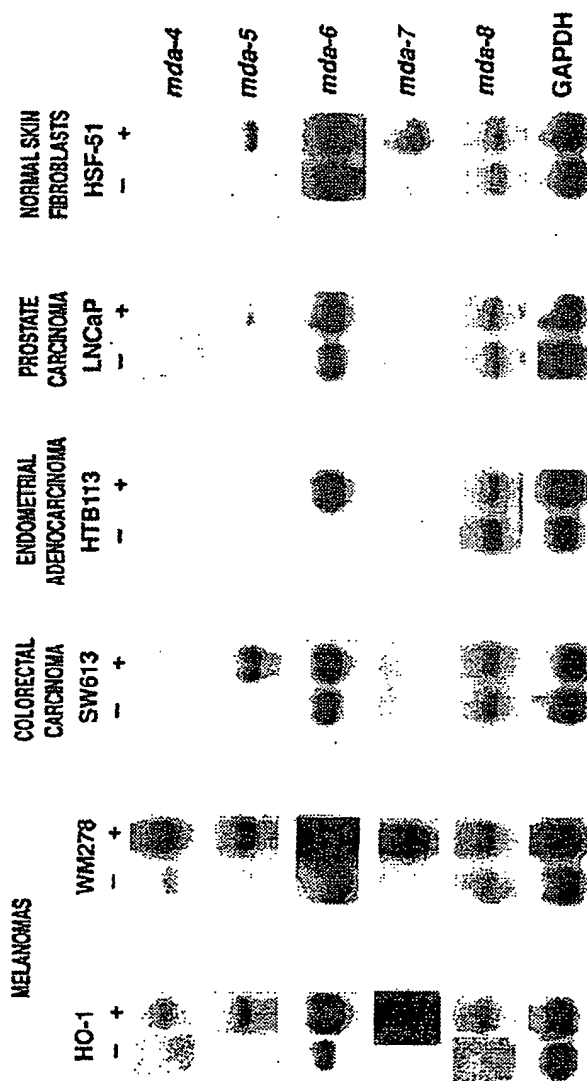 MELANOMAS
COLORECTAL
CARCINOMA
ENDOMETRIAL
ADENOCARCINOMA
PROSTATE
CARCINOMA
NORMAL SKIN
FIBROBLASTS
HO-1 WM278 SW613 HTB113 LNCaP HSF-51
− + − + − + − + − + − +
mda-4
mda-5
mda-6
mda-7
mda-8
GAPDH